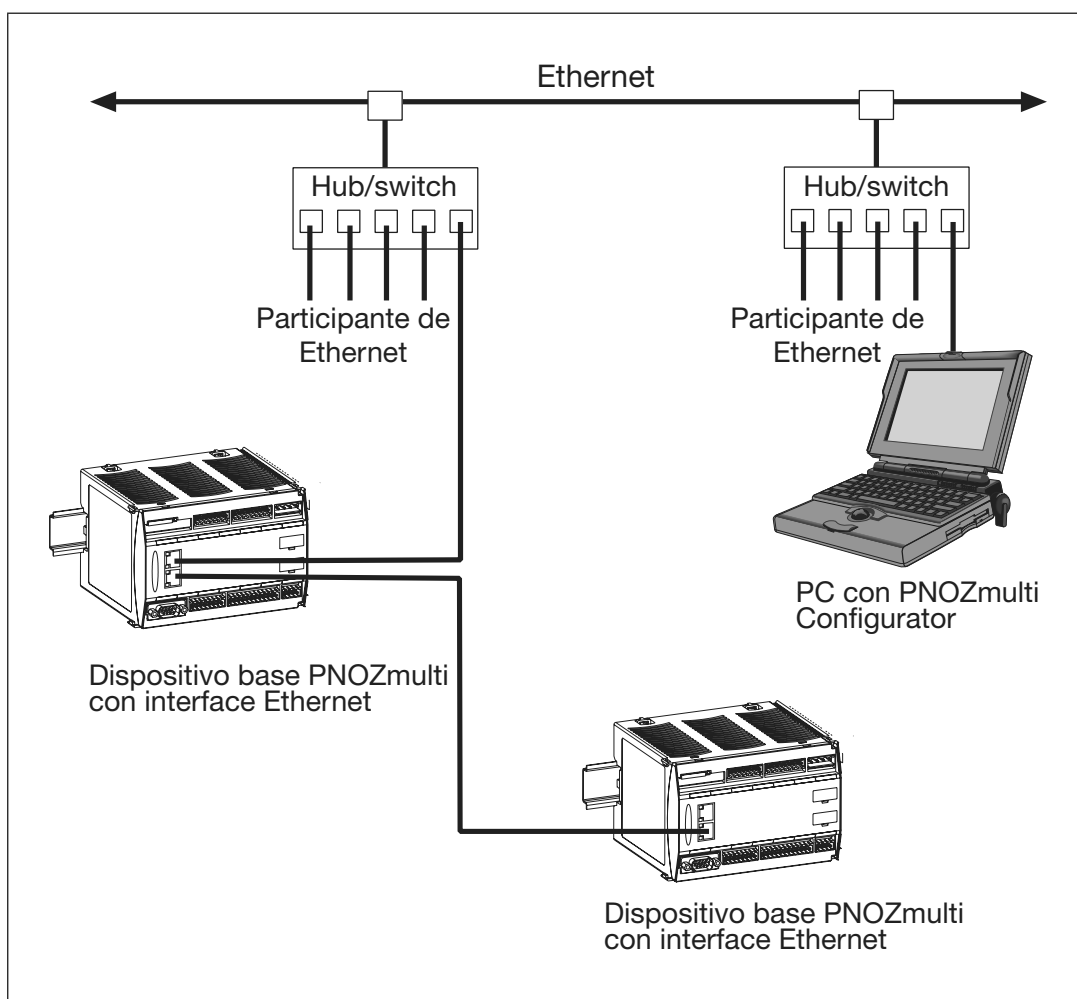 Ethernet
Hub/switch
Hub/switch
Participante de
Ethernet
Participante de
Ethernet
PC con PNOZmulti
Configurator
Dispositivo base PNOZmulti
con interface Ethernet
Dispositivo base PNOZmulti
con interface Ethernet